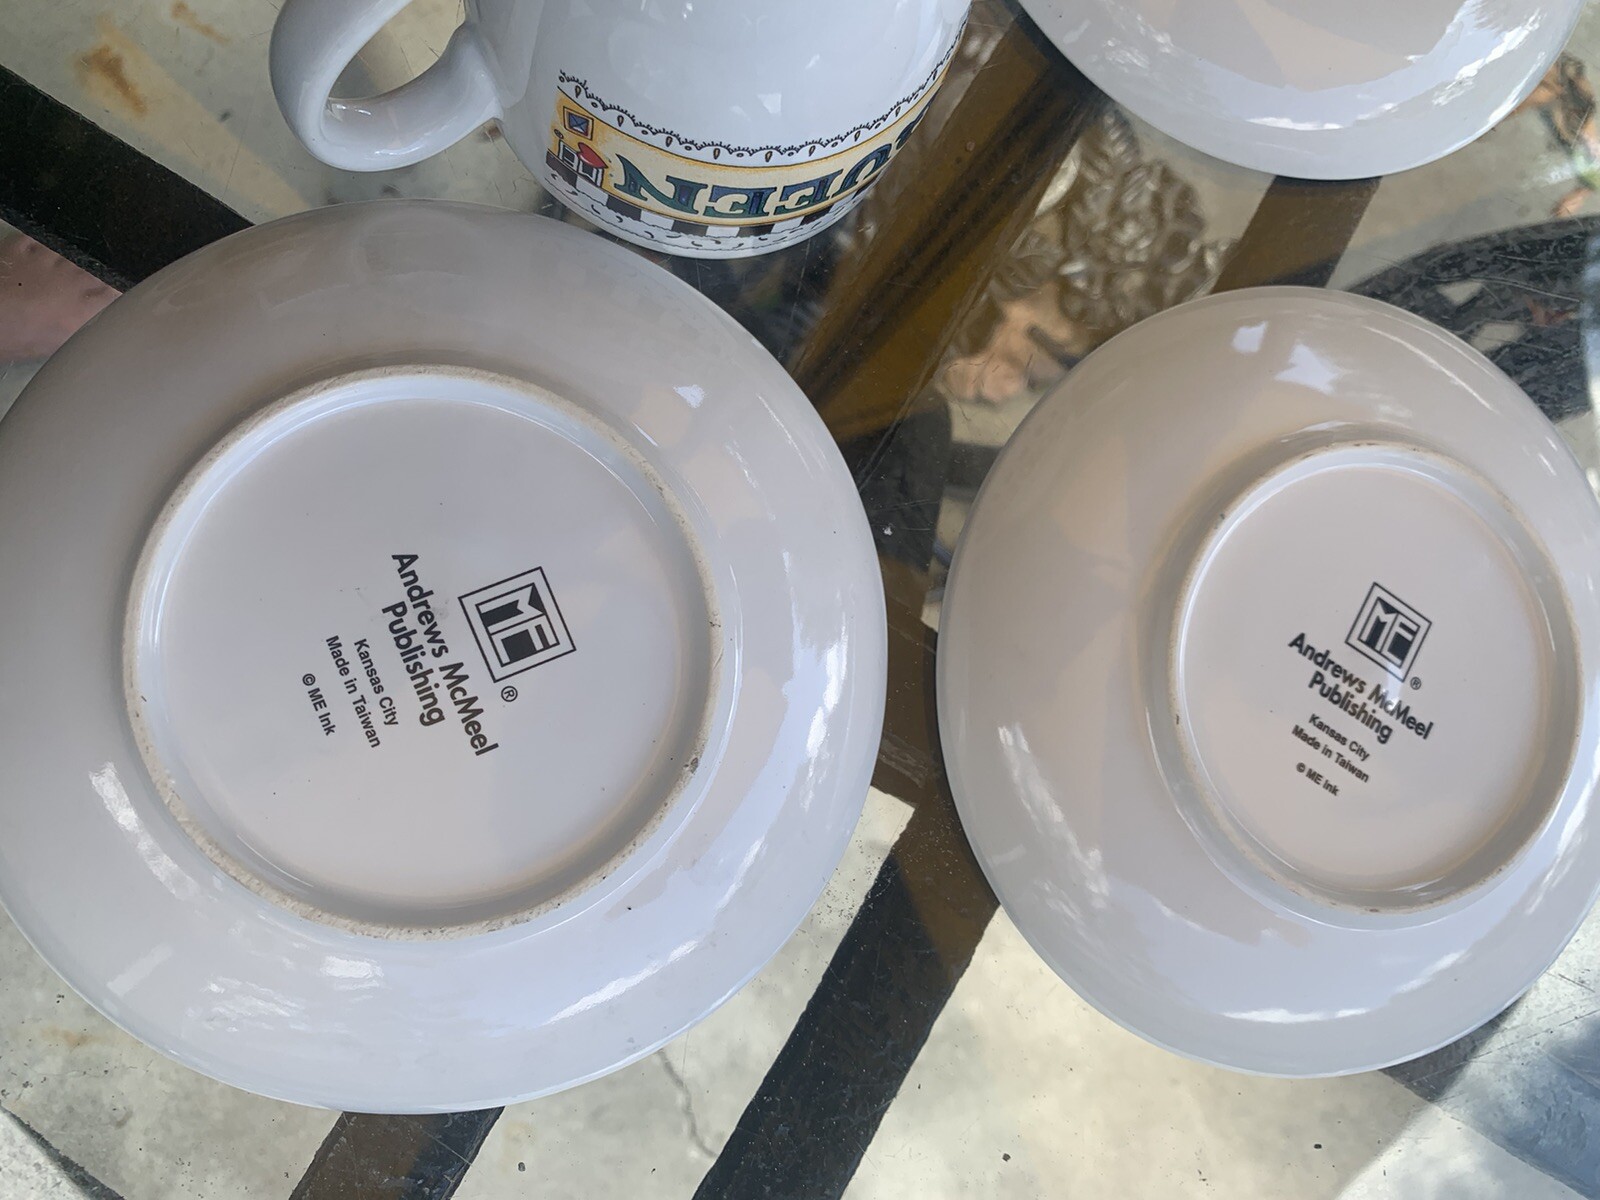 UEEN
ME
®
Andrews McMeel
Publishing
Kansas City
Made in Taiwan
© ME Ink
ME
®
Andrews McMeel
Publishing
Kansas City
Made in Taiwan
© ME Ink